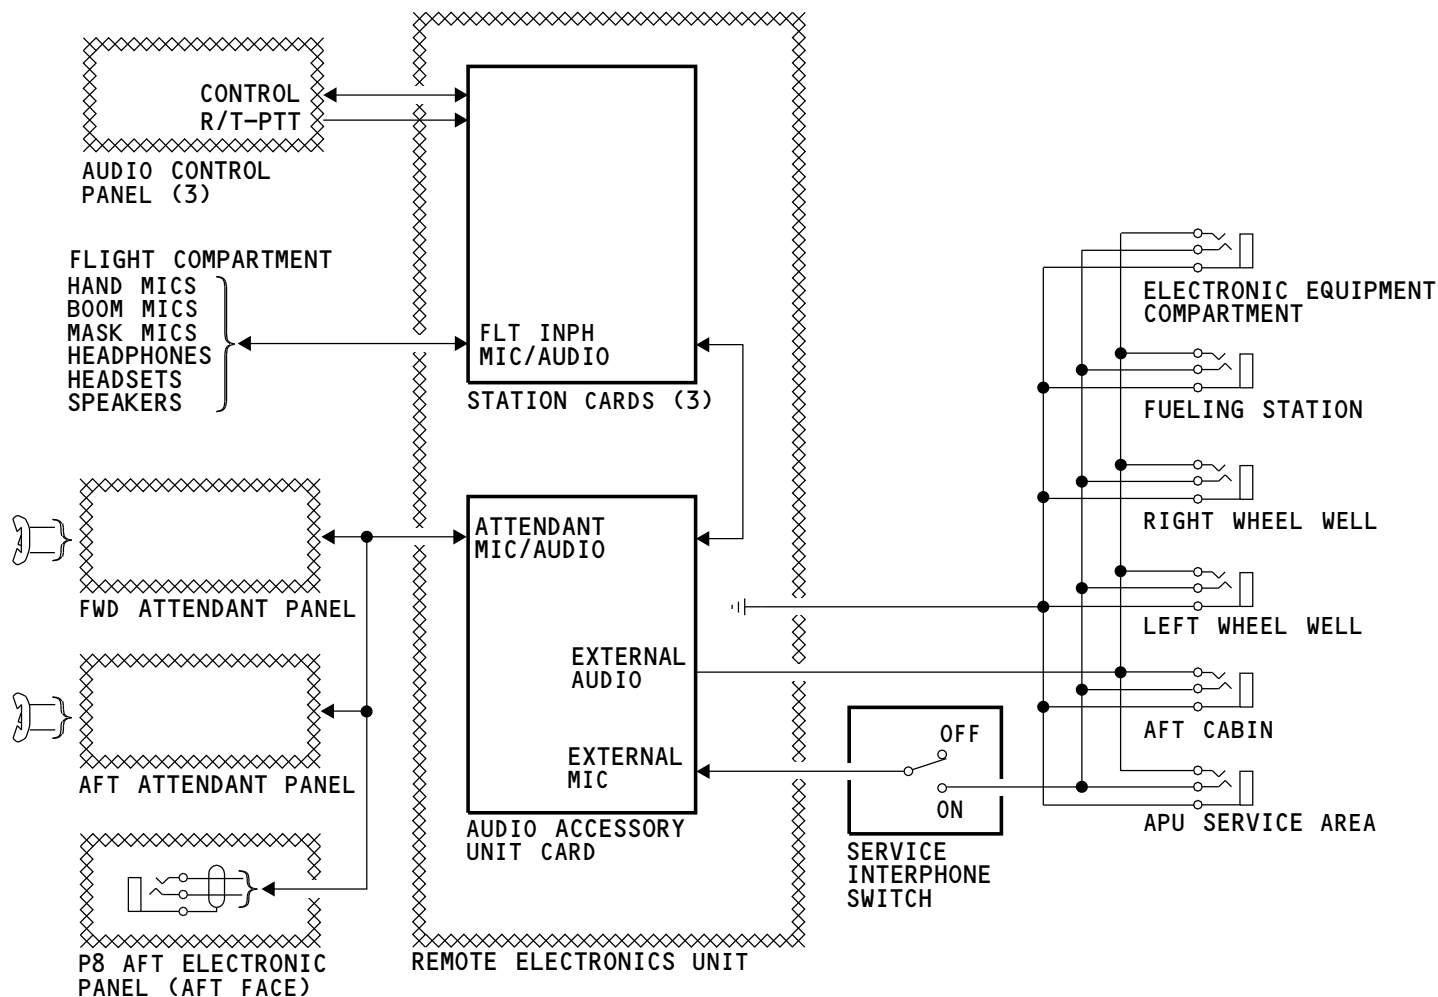 CONTROL
R/T-PTT
AUDIO CONTROL
PANEL (3)
FLIGHT COMPARTMENT
HAND MICS
BOOM MICS
MASK MICS
HEADPHONES
HEADSETS
SPEAKERS
FLT INPH
MIC/AUDIO
STATION CARDS (3)
ATTENDANT
MIC/AUDIO
FWD ATTENDANT PANEL
AFT ATTENDANT PANEL
EXTERNAL
AUDIO
EXTERNAL
MIC
AUDIO ACCESSORY
UNIT CARD
P8 AFT ELECTRONIC
PANEL (AFT FACE)
REMOTE ELECTRONICS UNIT
OFF
ON
SERVICE
INTERPHONE
SWITCH
ELECTRONIC EQUIPMENT
COMPARTMENT
FUELING STATION
RIGHT WHEEL WELL
LEFT WHEEL WELL
AFT CABIN
APU SERVICE AREA